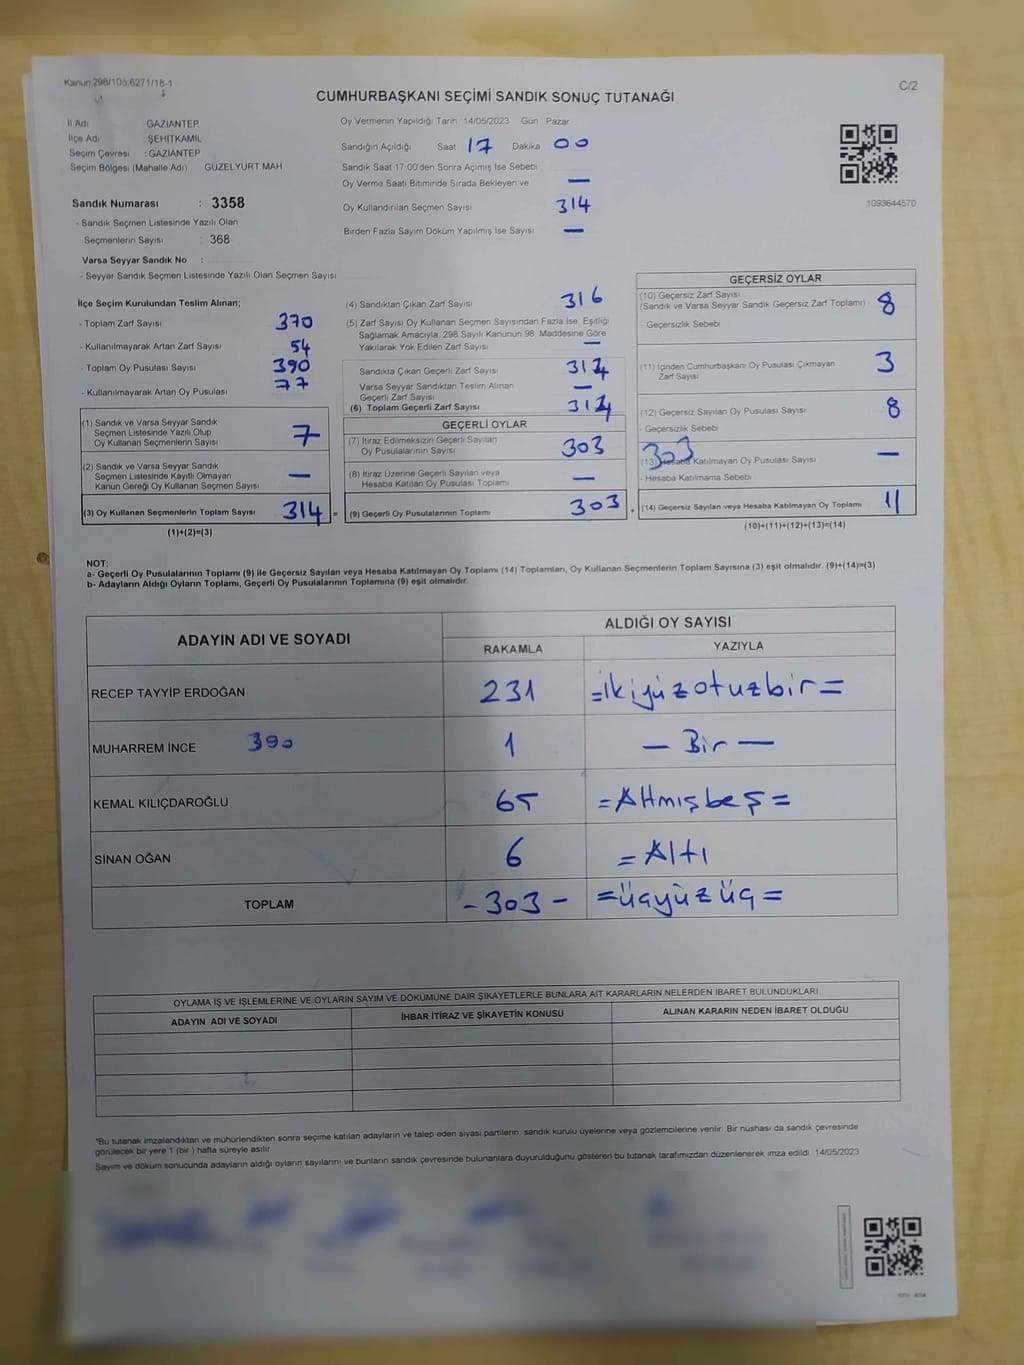 Kanun:298/105;6271/18-1
C/2
CUMHURBAŞKANI SEÇİMİ SANDIK SONUÇ TUTANAĞI
İl Adı GAZİANTEP
İlçe Adı ŞEHİTKAMİL
Seçim Çevresi : GAZİANTEP
Seçim Bölgesi (Mahalle Adı) GÜZELYURT MAH.
Sandık Numarası : 3358
- Sandık Seçmen Listesinde Yazılı Olan
Seçmenlerin Sayısı : 368
Varsa Seyyar Sandık No :
- Seyyar Sandık Seçmen Listesinde Yazılı Olan Seçmen Sayısı
Oy Vermenin Yapıldığı Tarih 14/05/2023 Gün Pazar
Sandığın Açıldığı Saat 17 Dakika 00
Sandık Saat 17.00'den Sonra Açımış İse Sebebi
Oy Verme Saati Bitiminde Sırada Bekleyen ve —
Oy Kullandırılan Seçmen Sayısı 314
Birden Fazla Sayım Döküm Yapılmış İse Sayısı —
1093644570
İlçe Seçim Kurulundan Teslim Alınan;
- Toplam Zarf Sayısı 370
- Kullanılmayarak Artan Zarf Sayısı 54
- Toplam Oy Pusulası Sayısı 390
- Kullanılmayarak Artan Oy Pusulası 77
(1) Sandık ve Varsa Seyyar Sandık
Seçmen Listesinde Yazılı Olup
Oy Kullanan Seçmenlerin Sayısı 7
(2) Sandık ve Varsa Seyyar Sandık
Seçmen Listesinde Kayıtlı Olmayan
Kanun Gereği Oy Kullanan Seçmen Sayısı —
(3) Oy Kullanan Seçmenlerin Toplam Sayısı 314 =
(1)+(2)=(3)
(4) Sandıktan Çıkan Zarf Sayısı 316
(5) Zarf Sayısı Oy Kullanan Seçmen Sayısından Fazla İse, Eşitliği
Sağlamak Amacıyla, 298 Sayılı Kanunun 98. Maddesine Göre
Yakılarak Yok Edilen Zarf Sayısı —
Sandıkta Çıkan Geçerli Zarf Sayısı 314
Varsa Seyyar Sandıktan Teslim Alınan
Geçerli Zarf Sayısı —
(6) Toplam Geçerli Zarf Sayısı 314
GEÇERLİ OYLAR
(7) İtiraz Edilmeksizin Geçerli Sayılan
Oy Pusulalarının Sayısı 303
(8) İtiraz Üzerine Geçerli Sayılan veya
Hesaba Katılan Oy Pusulası Toplamı —
(9) Geçerli Oy Pusulalarının Toplamı 303 +
GEÇERSİZ OYLAR
(10) Geçersiz Zarf Sayısı
(Sandık ve Varsa Seyyar Sandık Geçersiz Zarf Toplamı) 8
- Geçersizlik Sebebi
(11) İçinden Cumhurbaşkanı Oy Pusulası Çıkmayan
Zarf Sayısı 3
(12) Geçersiz Sayılan Oy Pusulası Sayısı 8
- Geçersizlik Sebebi
303
(13) Hesaba Katılmayan Oy Pusulası Sayısı —
- Hesaba Katılmama Sebebi
(14) Geçersiz Sayılan veya Hesaba Katılmayan Oy Toplamı 11
(10)+(11)+(12)+(13)=(14)
NOT:
a- Geçerli Oy Pusulalarının Toplamı (9) ile Geçersiz Sayılan veya Hesaba Katılmayan Oy Toplamı (14) Toplamları, Oy Kullanan Seçmenlerin Toplam Sayısına (3) eşit olmalıdır. (9)+(14)=(3)
b- Adayların Aldığı Oyların Toplamı, Geçerli Oy Pusulalarının Toplamına (9) eşit olmalıdır.
ADAYIN ADI VE SOYADI
ALDIĞI OY SAYISI
RAKAMLA YAZIYLA
RECEP TAYYİP ERDOĞAN 231 =ikiyüzotuzbir=
MUHARREM İNCE 390 1 — Bir —
KEMAL KILIÇDAROĞLU 65 =Altmışbeş=
SİNAN OĞAN 6 =Altı
TOPLAM -303- =üçyüzüç=
OYLAMA İŞ VE İŞLEMLERİNE VE OYLARIN SAYIM VE DÖKÜMÜNE DAİR ŞİKAYETLERLE BUNLARA AİT KARARLARIN NELERDEN İBARET BULUNDUKLARI
ADAYIN ADI VE SOYADI İHBAR İTİRAZ VE ŞİKAYETİN KONUSU ALINAN KARARIN NEDEN İBARET OLDUĞU
"Bu tutanak imzalandıktan ve mühürlendikten sonra seçime katılan adayların ve talep eden siyasi partilerin sandık kurulu üyelerine veya gözlemcilerine verilir. Bir nüshası da sandık çevresinde
görülecek bir yere 1 (bir ) hafta süreyle asılır.
Sayım ve döküm sonucunda adayların aldığı oyların sayılarını ve bunların sandık çevresinde bulunanlara duyurulduğunu gösteren bu tutanak tarafımızdan düzenlenerek imza edildi. 14/05/2023